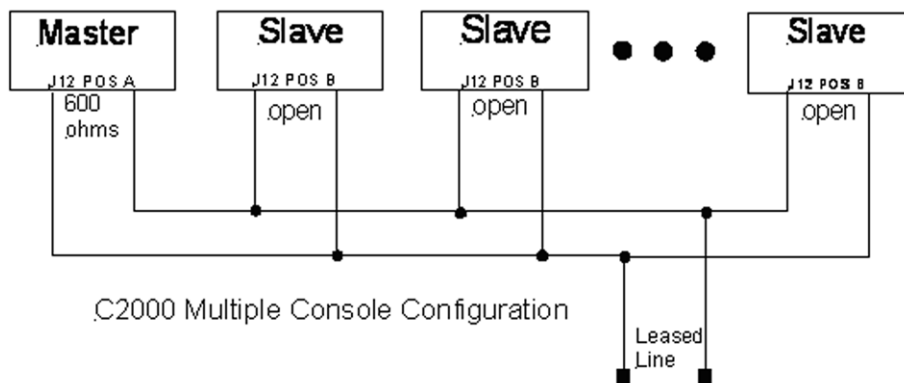 Master
J12 POS A
600
ohms
Slave
J12 POS B
open
Slave
J12 POS B
open
Slave
J12 POS B
open
C2000 Multiple Console Configuration
Leased
Line